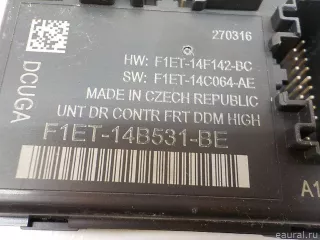 270316
HW: F1ET-14F142-BC
SW: F1ET-14C064-AE
MADE IN CZECH REPUBLIC
UNT DR CONTR FRT DDM HIGH
F1ET-14B531-BE
DCUGA
A1
eaural.ru